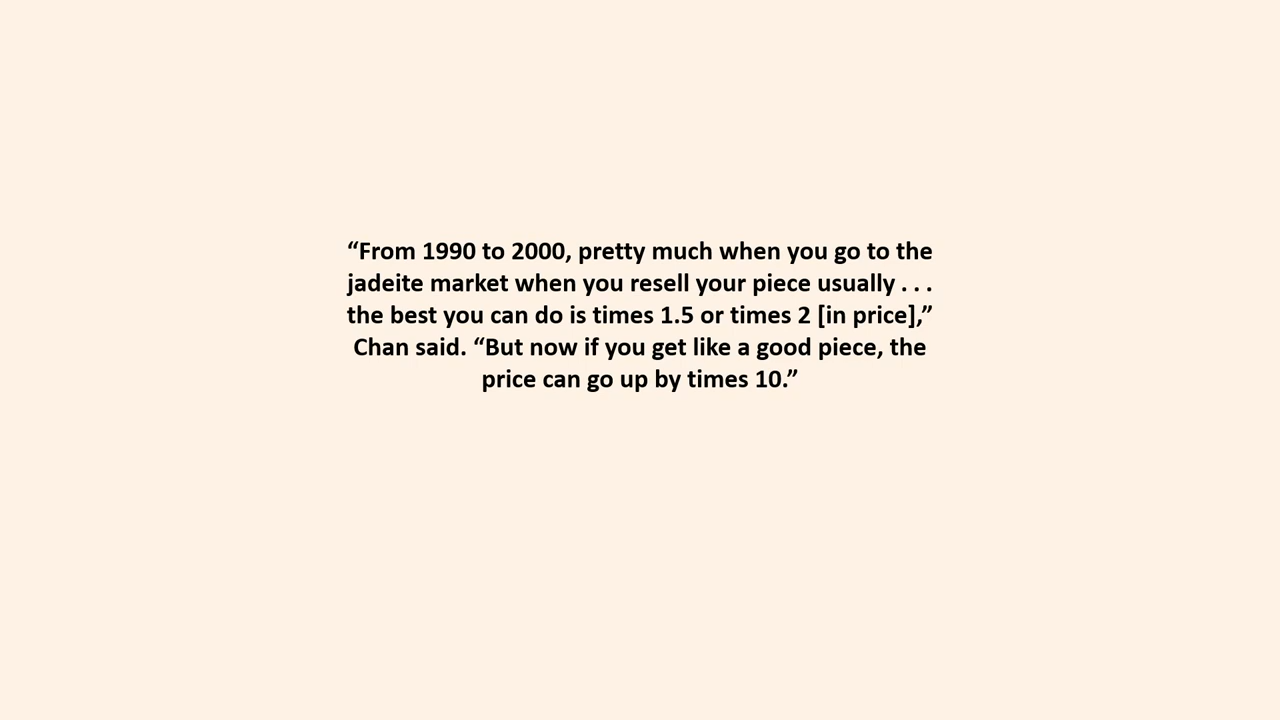 “From 1990 to 2000, pretty much when you go to the
jadeite market when you resell your piece usually . . .
the best you can do is times 1.5 or times 2 [in price],”
Chan said. “But now if you get like a good piece, the
price can go up by times 10.”